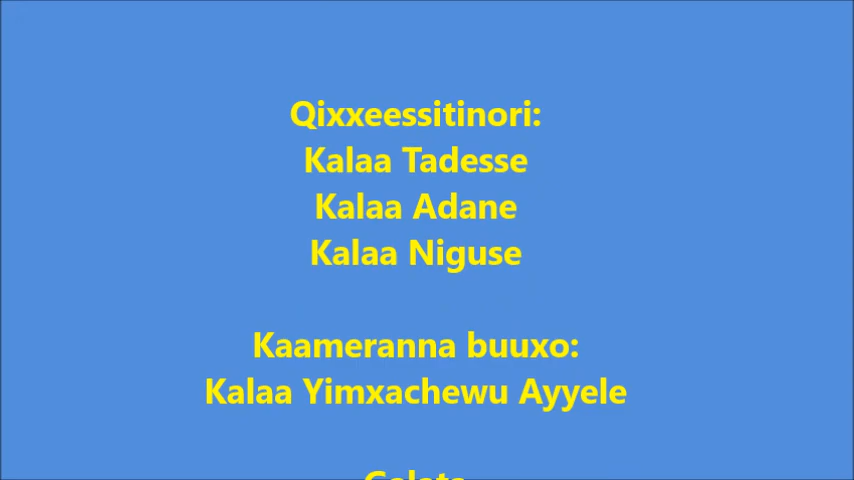 Qixxeessitinori:
Kalaa Tadesse
Kalaa Adane
Kalaa Niguse
Kaameranna buuxo:
Kalaa Yimxachewu Ayyele